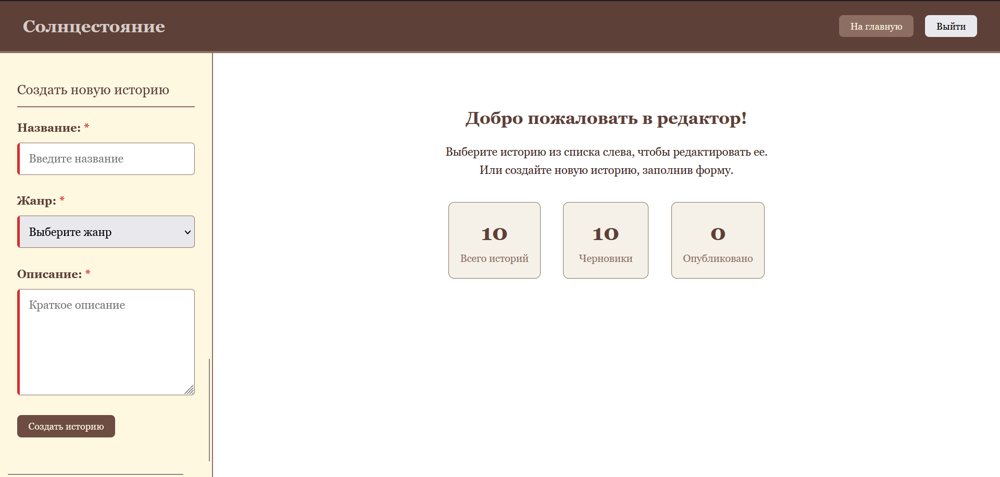 Солнцестояние
На главную
Выйти
Создать новую историю
Название: *
Введите название
Жанр: *
Выберите жанр
Описание: *
Краткое описание
Создать историю
Добро пожаловать в редактор!
Выберите историю из списка слева, чтобы редактировать ее.
Или создайте новую историю, заполнив форму.
10
Всего историй
10
Черновики
0
Опубликовано